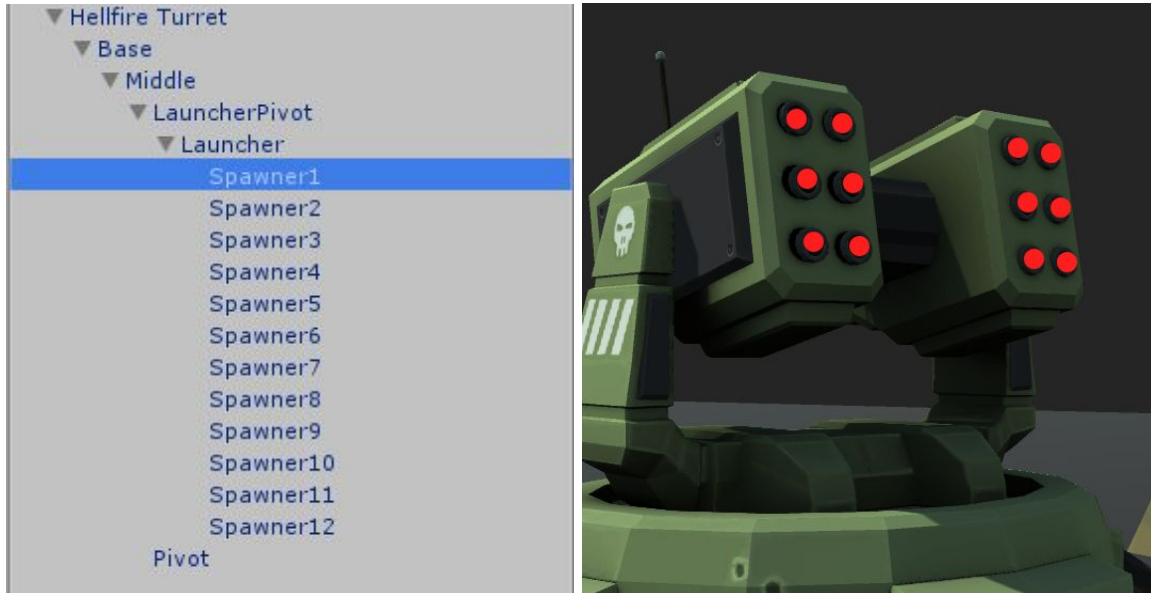 Hellfire Turret
Base
Middle
LauncherPivot
Launcher
Spawner1
Spawner2
Spawner3
Spawner4
Spawner5
Spawner6
Spawner7
Spawner8
Spawner9
Spawner10
Spawner11
Spawner12
Pivot